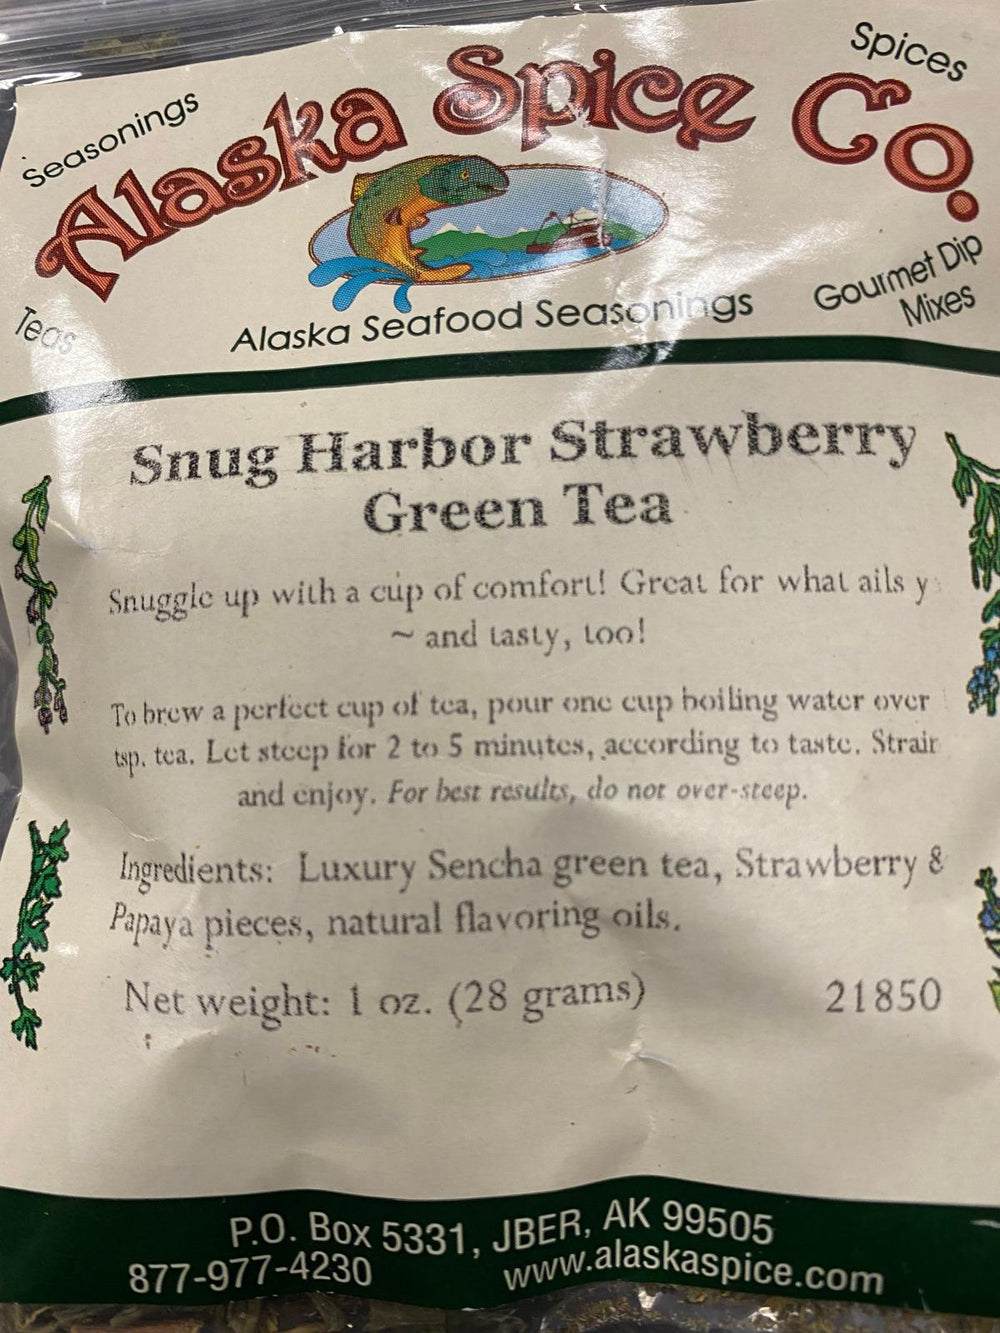 Seasonings
Alaska Spice Co.
Spices
Teas
Alaska Seafood Seasonings
Gourmet Dip
Mixes
Snug Harbor Strawberry
Green Tea
Snuggle up with a cup of comfort! Great for what ails
~ and tasty, too!
To brew a perfect cup of tea, pour one cup boiling water over
tsp. tea. Let steep for 2 to 5 minutes, according to taste.
and enjoy. For best results, do not over-steep.
Ingredients: Luxury Sencha green tea, Strawberry &
Papaya pieces, natural flavoring oils.
Net weight: 1 oz. (28 grams) 21850
P.O. Box 5331, JBER, AK 99505
877-977-4230 www.alaskaspice.com